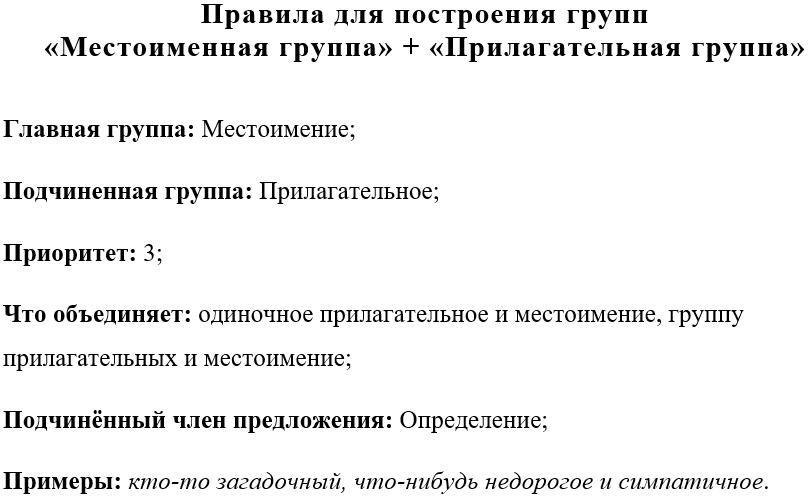 Правила для построения групп
«Местоименная группа» + «Прилагательная группа»
Главная группа: Местоимение;
Подчиненная группа: Прилагательное;
Приоритет: 3;
Что объединяет: одиночное прилагательное и местоимение, группу
прилагательных и местоимение;
Подчинённый член предложения: Определение;
Примеры: кто-то загадочный, что-нибудь недорогое и симпатичное.